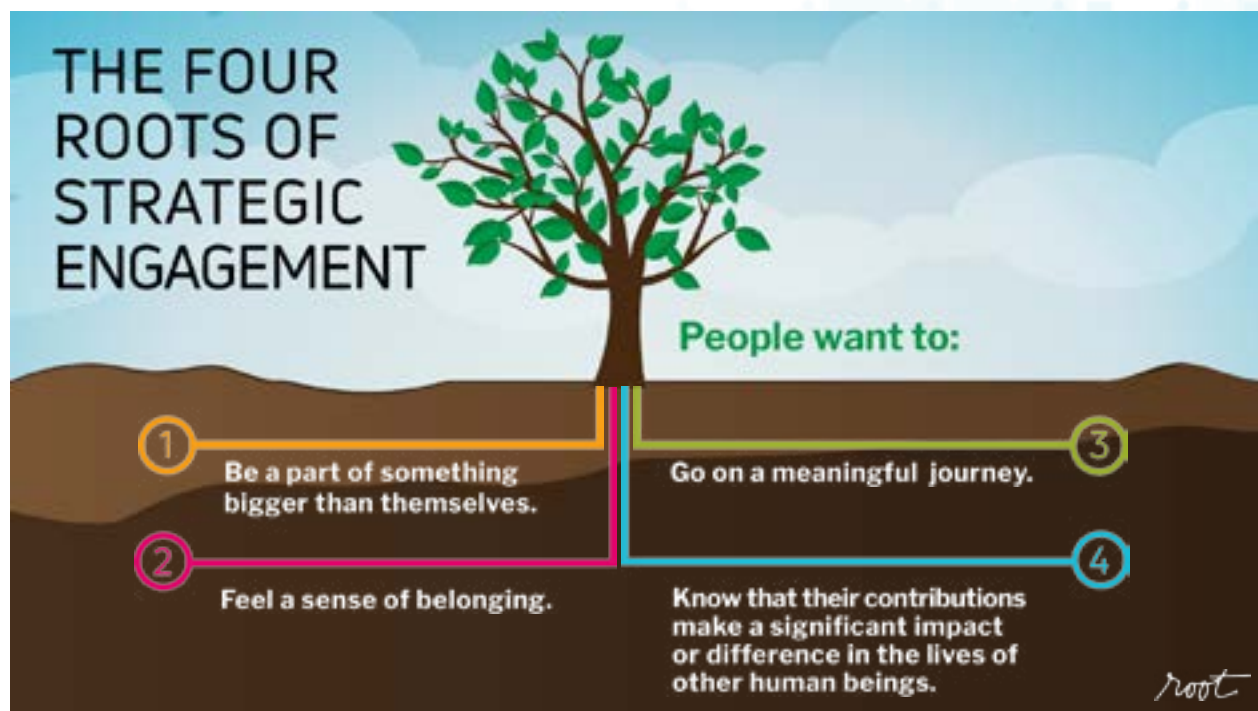 THE FOUR
ROOTS OF
STRATEGIC
ENGAGEMENT
People want to:
1
Be a part of something
bigger than themselves.
2
Feel a sense of belonging.
3
Go on a meaningful journey.
4
Know that their contributions
make a significant impact
or difference in the lives of
other human beings.
root